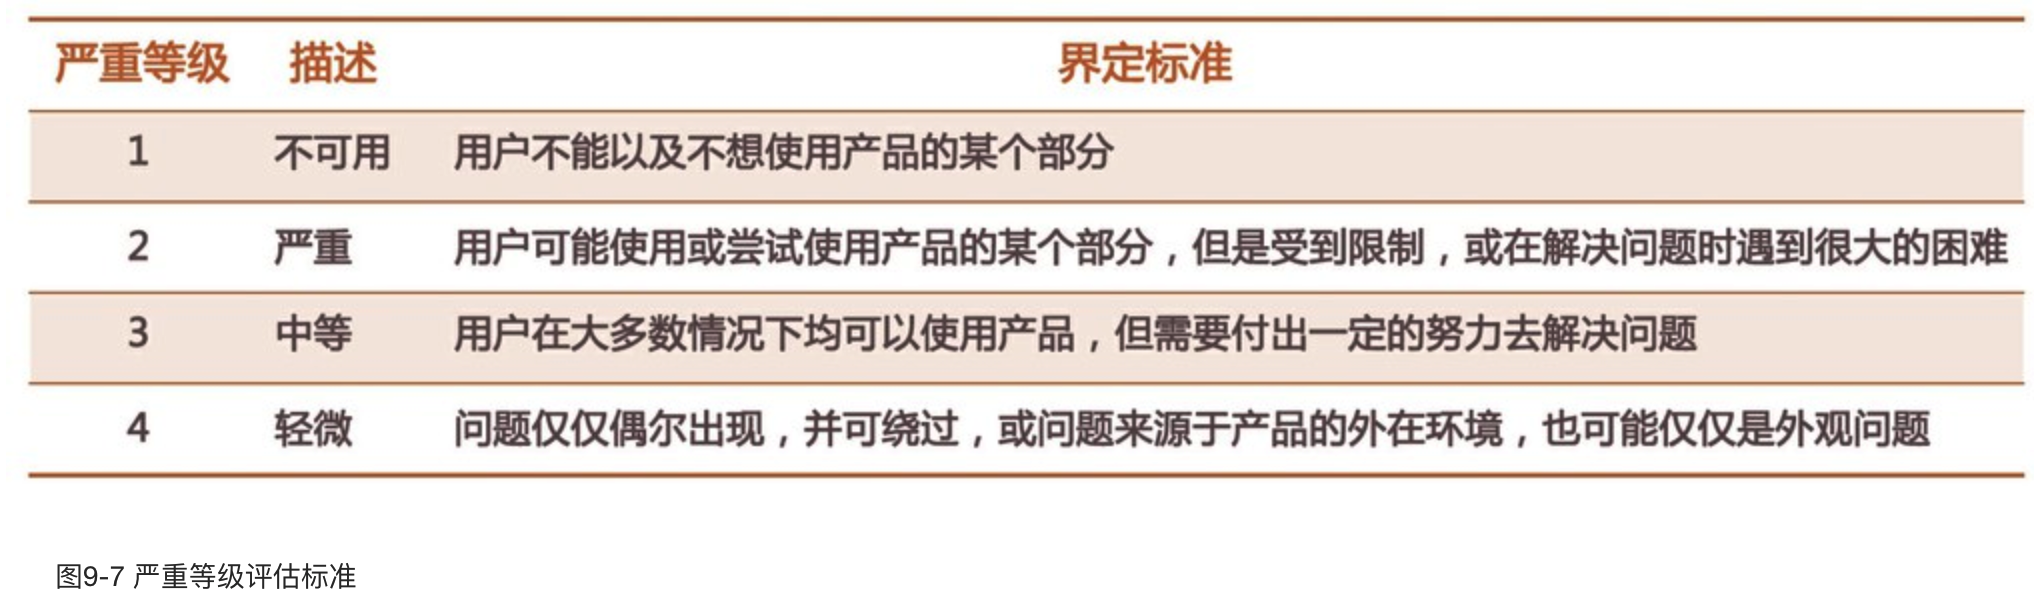 严重等级 描述 界定标准
1 不可用 用户不能以及不想使用产品的某个部分
2 严重 用户可能使用或尝试使用产品的某个部分，但是受到限制，或在解决问题时遇到很大的困难
3 中等 用户在大多数情况下均可以使用产品，但需要付出一定的努力去解决问题
4 轻微 问题仅仅偶尔出现，并可绕过，或问题来源于产品的外在环境，也可能仅仅是外观问题
图9-7 严重等级评估标准